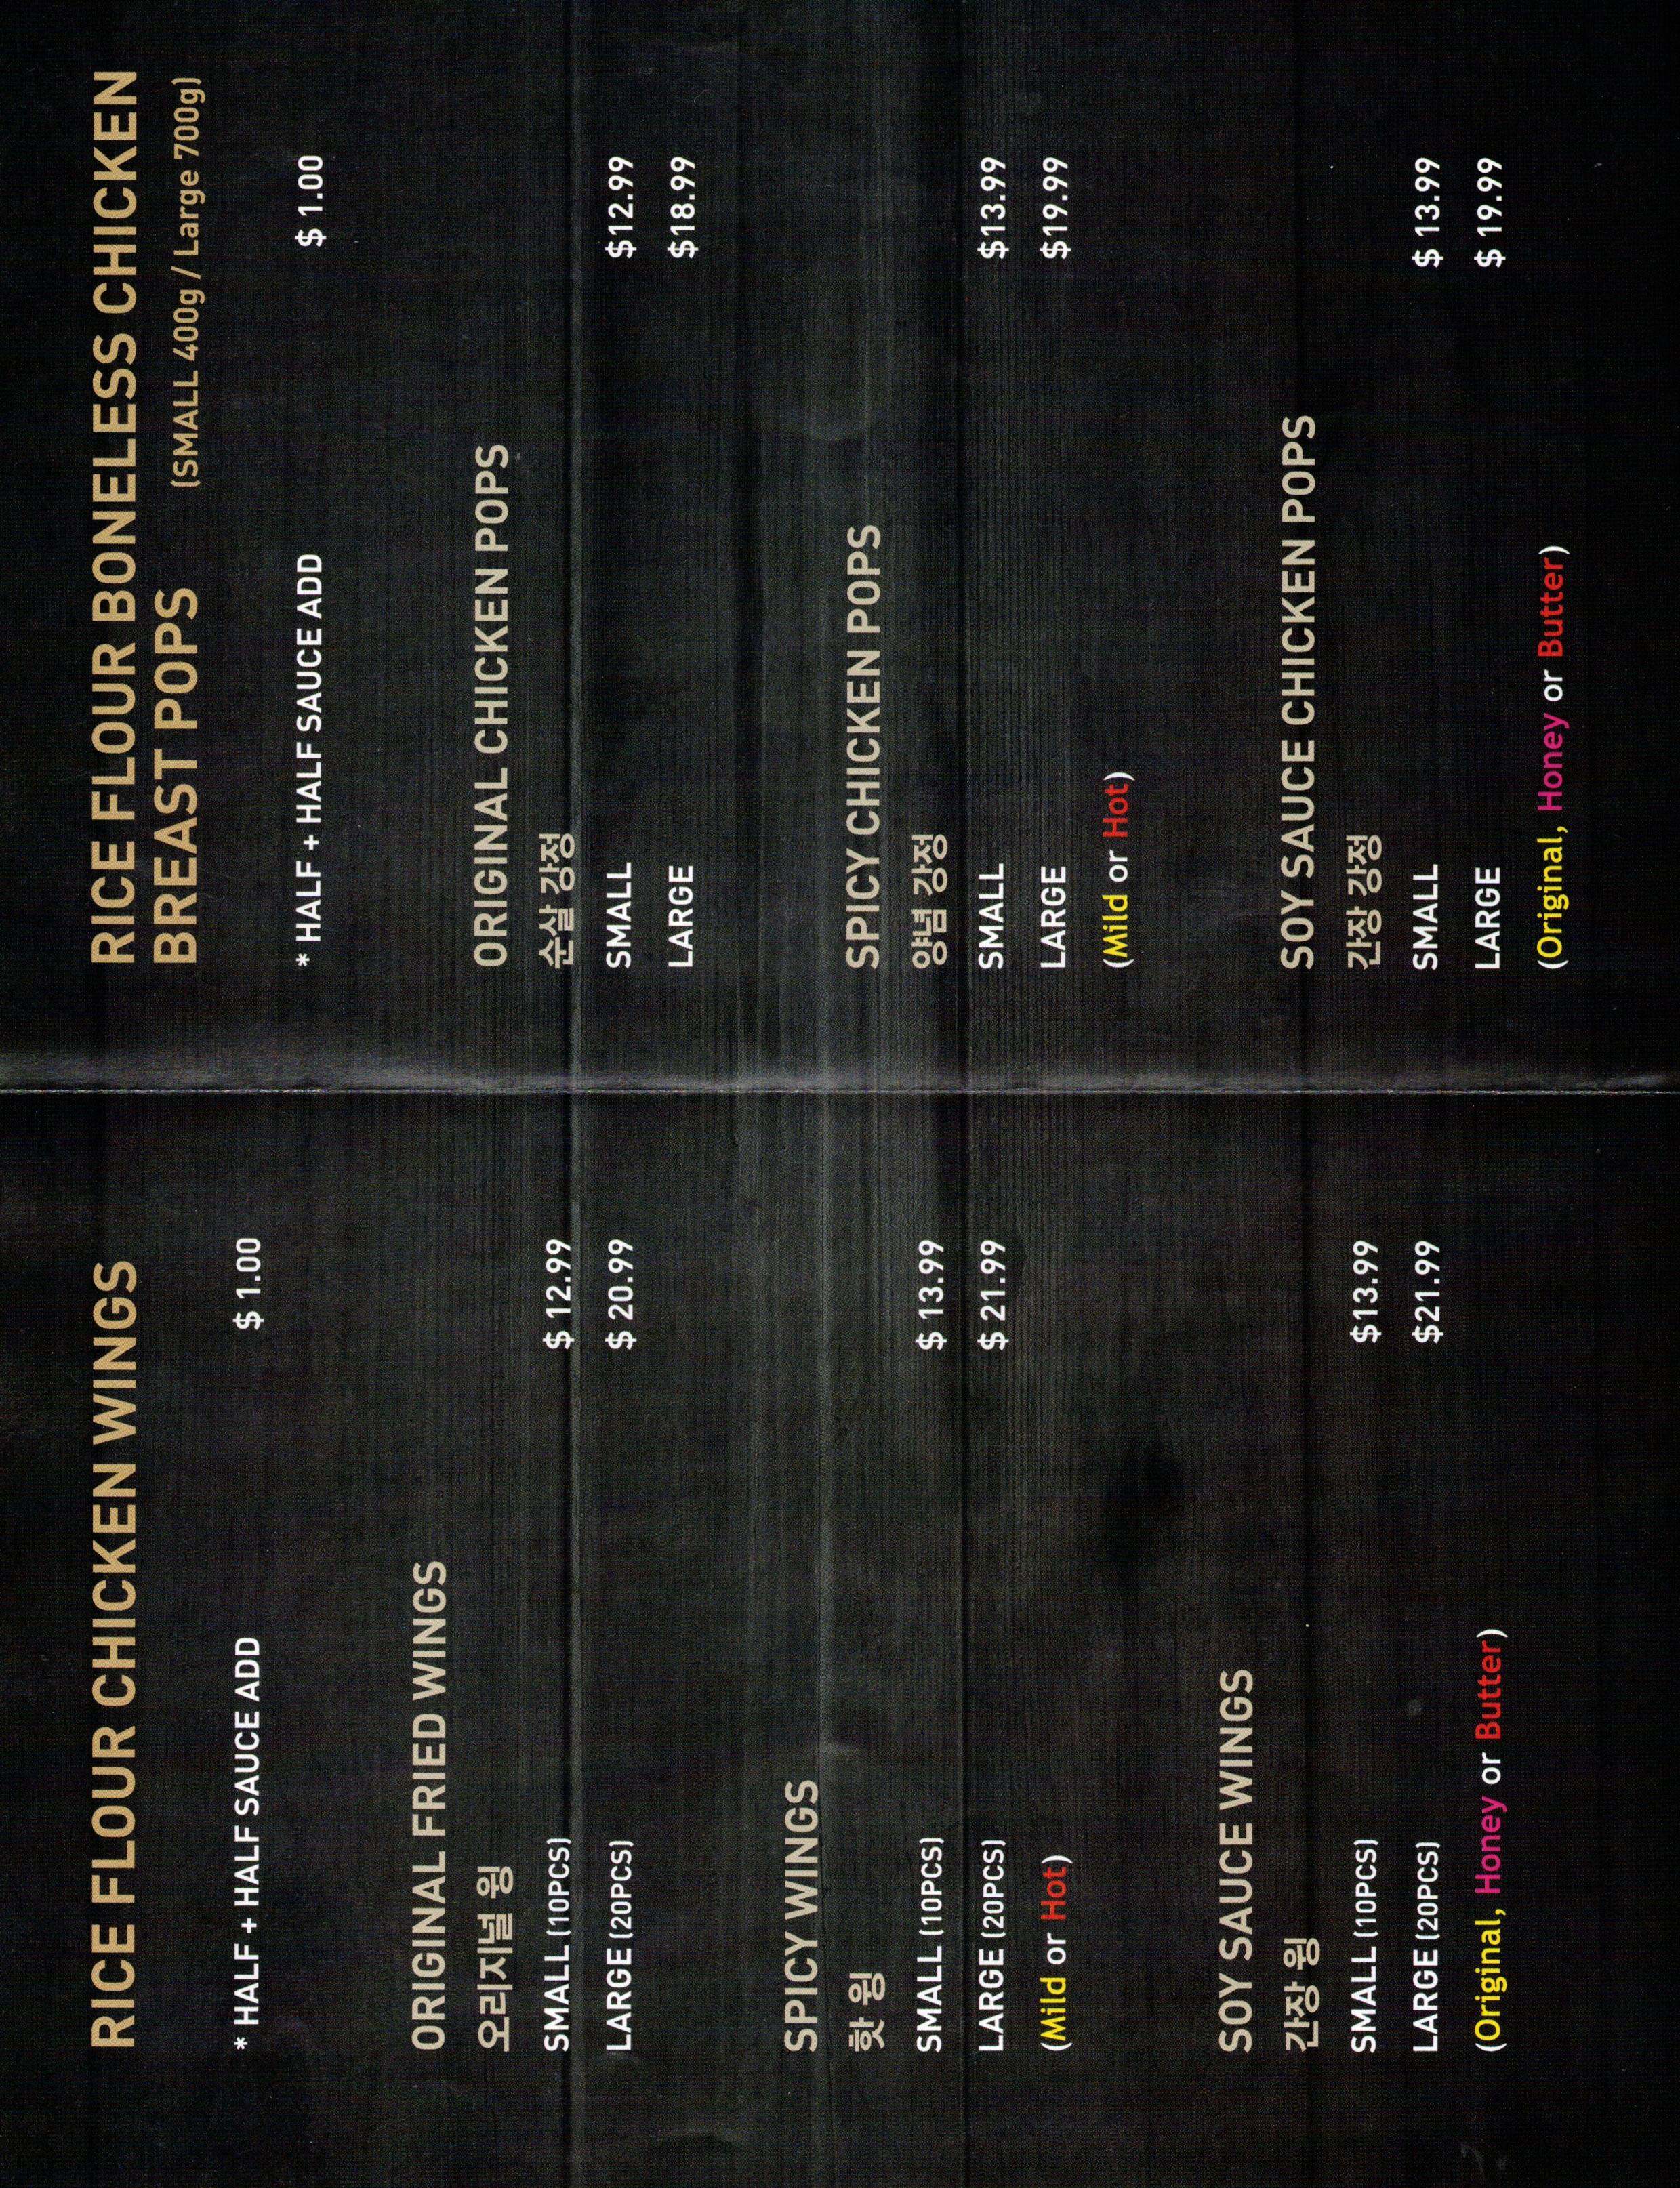 RICE FLOUR CHICKEN WINGS
* HALF + HALF SAUCE ADD $ 1.00
ORIGINAL FRIED WINGS
오리지널 윙
SMALL (10PCS) $ 12.99
LARGE (20PCS) $ 20.99
SPICY WINGS
핫 윙
SMALL (10PCS) $ 13.99
LARGE (20PCS) $ 21.99
(Mild or Hot)
SOY SAUCE WINGS
간장 윙
SMALL (10PCS) $13.99
LARGE (20PCS) $21.99
(Original, Honey or Butter)
RICE FLOUR BONELESS CHICKEN
BREAST POPS (SMALL 400g / Large 700g)
* HALF + HALF SAUCE ADD $ 1.00
ORIGINAL CHICKEN POPS
순살 강정
SMALL $12.99
LARGE $18.99
SPICY CHICKEN POPS
양념 강정
SMALL $13.99
LARGE $19.99
(Mild or Hot)
SOY SAUCE CHICKEN POPS
간장 강정
SMALL $ 13.99
LARGE $ 19.99
(Original, Honey or Butter)